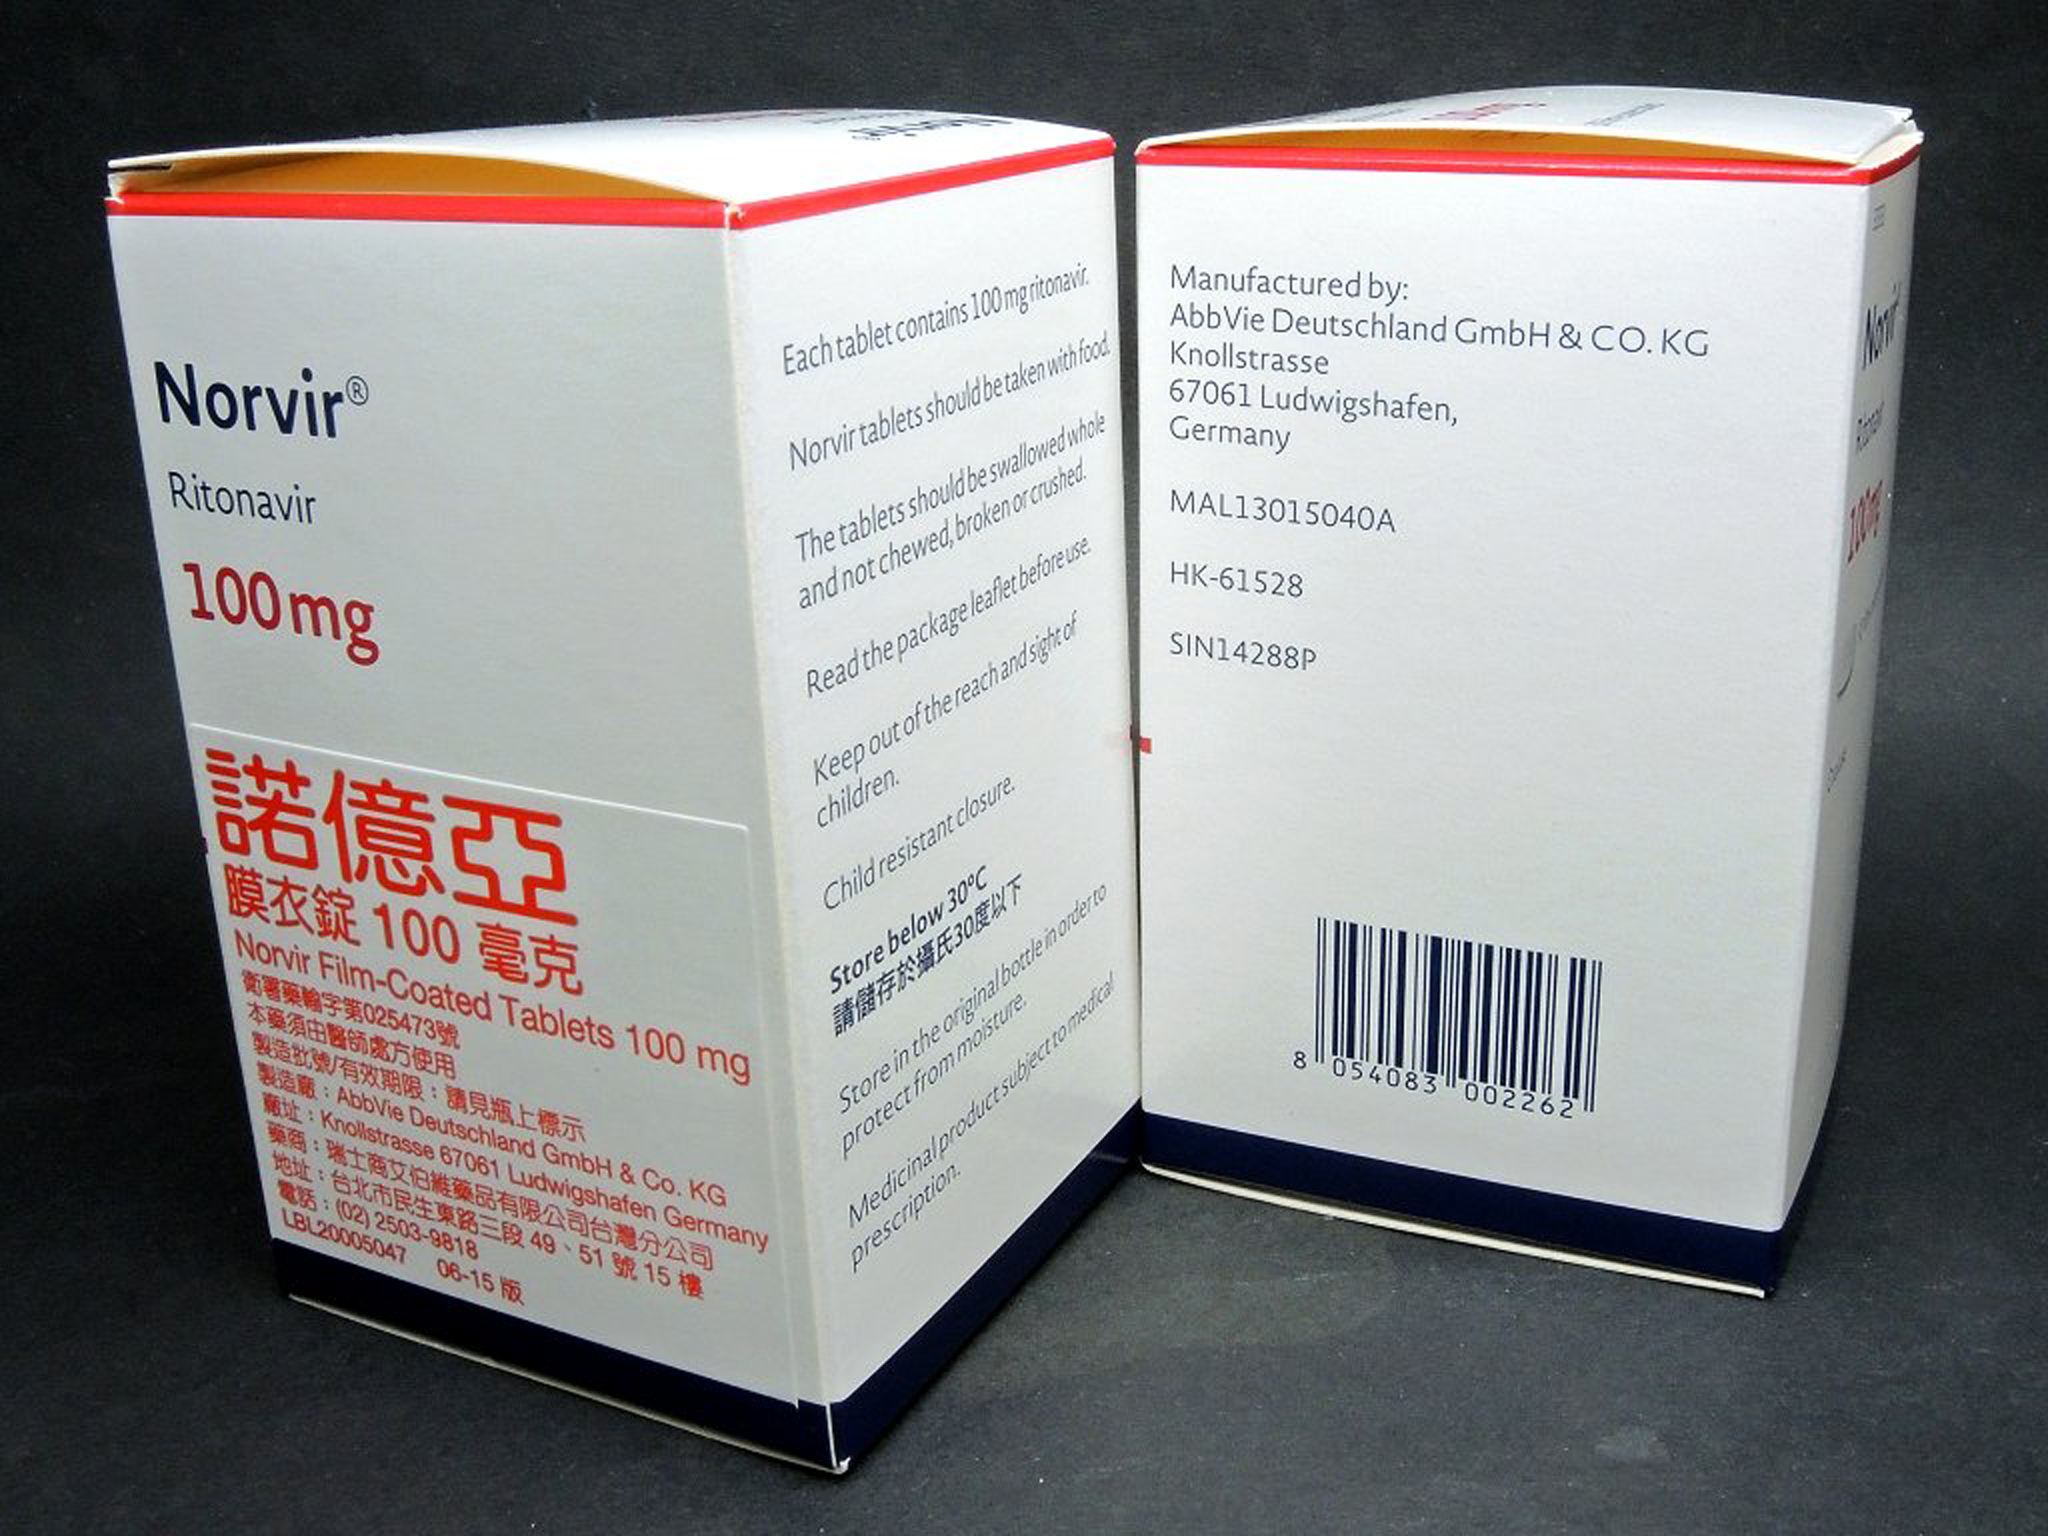 Norvir®
Ritonavir
100 mg
諾億亞
膜衣錠 100 毫克
Norvir Film-Coated Tablets 100 mg
衛署藥輸字第025473號
本藥須由醫師處方使用
製造批號/有效期限：請見瓶上標示
製造廠：AbbVie Deutschland GmbH & Co. KG
廠址：Knollstrasse 67061 Ludwigshafen Germany
藥商：瑞士商艾伯維藥品有限公司台灣分公司
地址：台北市民生東路三段 49、51 號 15 樓
電話：(02) 2503-9818
LBL20005047 06-15 版
Each tablet contains 100 mg ritonavir.
Norvir tablets should be taken with food.
The tablets should be swallowed whole
and not chewed, broken or crushed.
Read the package leaflet before use.
Keep out of the reach and sight of
children.
Child resistant closure.
Store below 30°C
請儲存於攝氏30度以下
Store in the original bottle in order to
protect from moisture.
Medicinal product subject to medical
prescription.
Manufactured by:
AbbVie Deutschland GmbH & CO. KG
Knollstrasse
67061 Ludwigshafen,
Germany
MAL13015040A
HK-61528
SIN14288P
8 054083 002262
Norvir
Ritonavir
100 mg